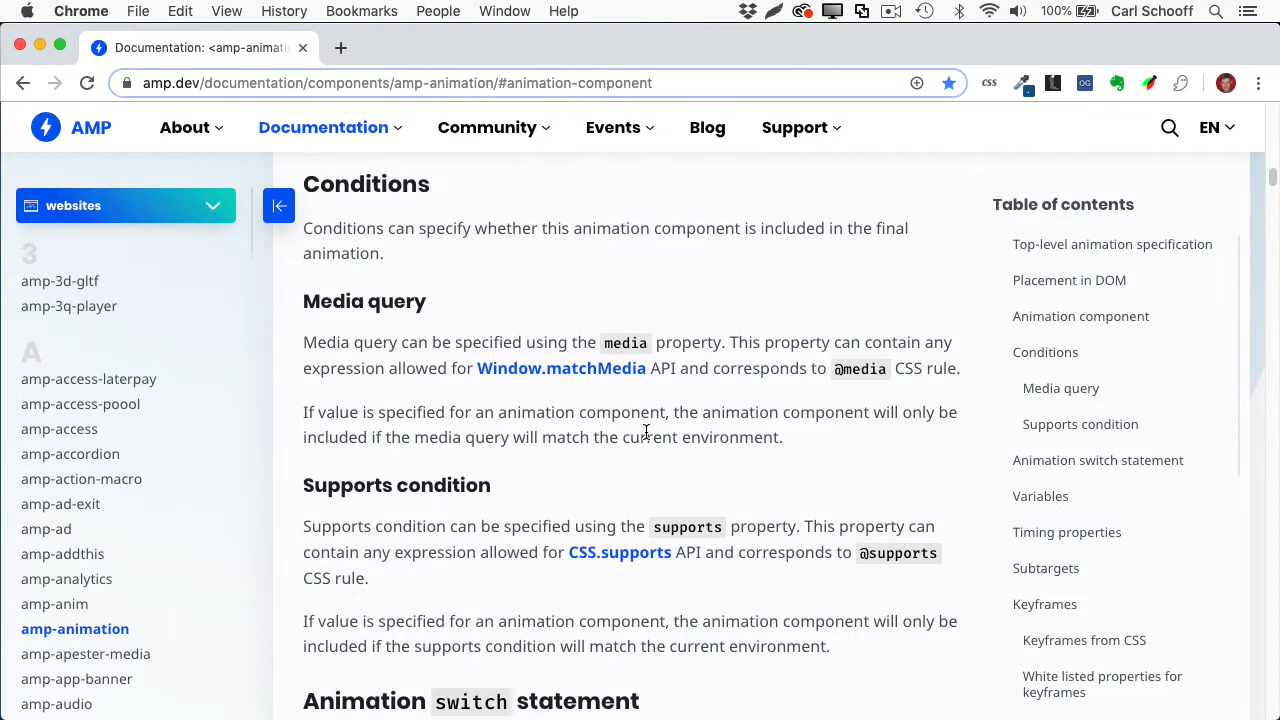 Chrome File Edit View History Bookmarks People Window Help 100% Carl Schooff
Documentation: <amp-animati
amp.dev/documentation/components/amp-animation/#animation-component
css
OG
AMP About Documentation Community Events Blog Support EN
websites
3
amp-3d-gltf
amp-3q-player
A
amp-access-laterpay
amp-access-poool
amp-access
amp-accordion
amp-action-macro
amp-ad-exit
amp-ad
amp-addthis
amp-analytics
amp-anim
amp-animation
amp-apester-media
amp-app-banner
amp-audio
Conditions
Conditions can specify whether this animation component is included in the final
animation.
Media query
Media query can be specified using the media property. This property can contain any
expression allowed for Window.matchMedia API and corresponds to @media CSS rule.
If value is specified for an animation component, the animation component will only be
included if the media query will match the current environment.
Supports condition
Supports condition can be specified using the supports property. This property can
contain any expression allowed for CSS.supports API and corresponds to @supports
CSS rule.
If value is specified for an animation component, the animation component will only be
included if the supports condition will match the current environment.
Animation switch statement
Table of contents
Top-level animation specification
Placement in DOM
Animation component
Conditions
Media query
Supports condition
Animation switch statement
Variables
Timing properties
Subtargets
Keyframes
Keyframes from CSS
White listed properties for
keyframes